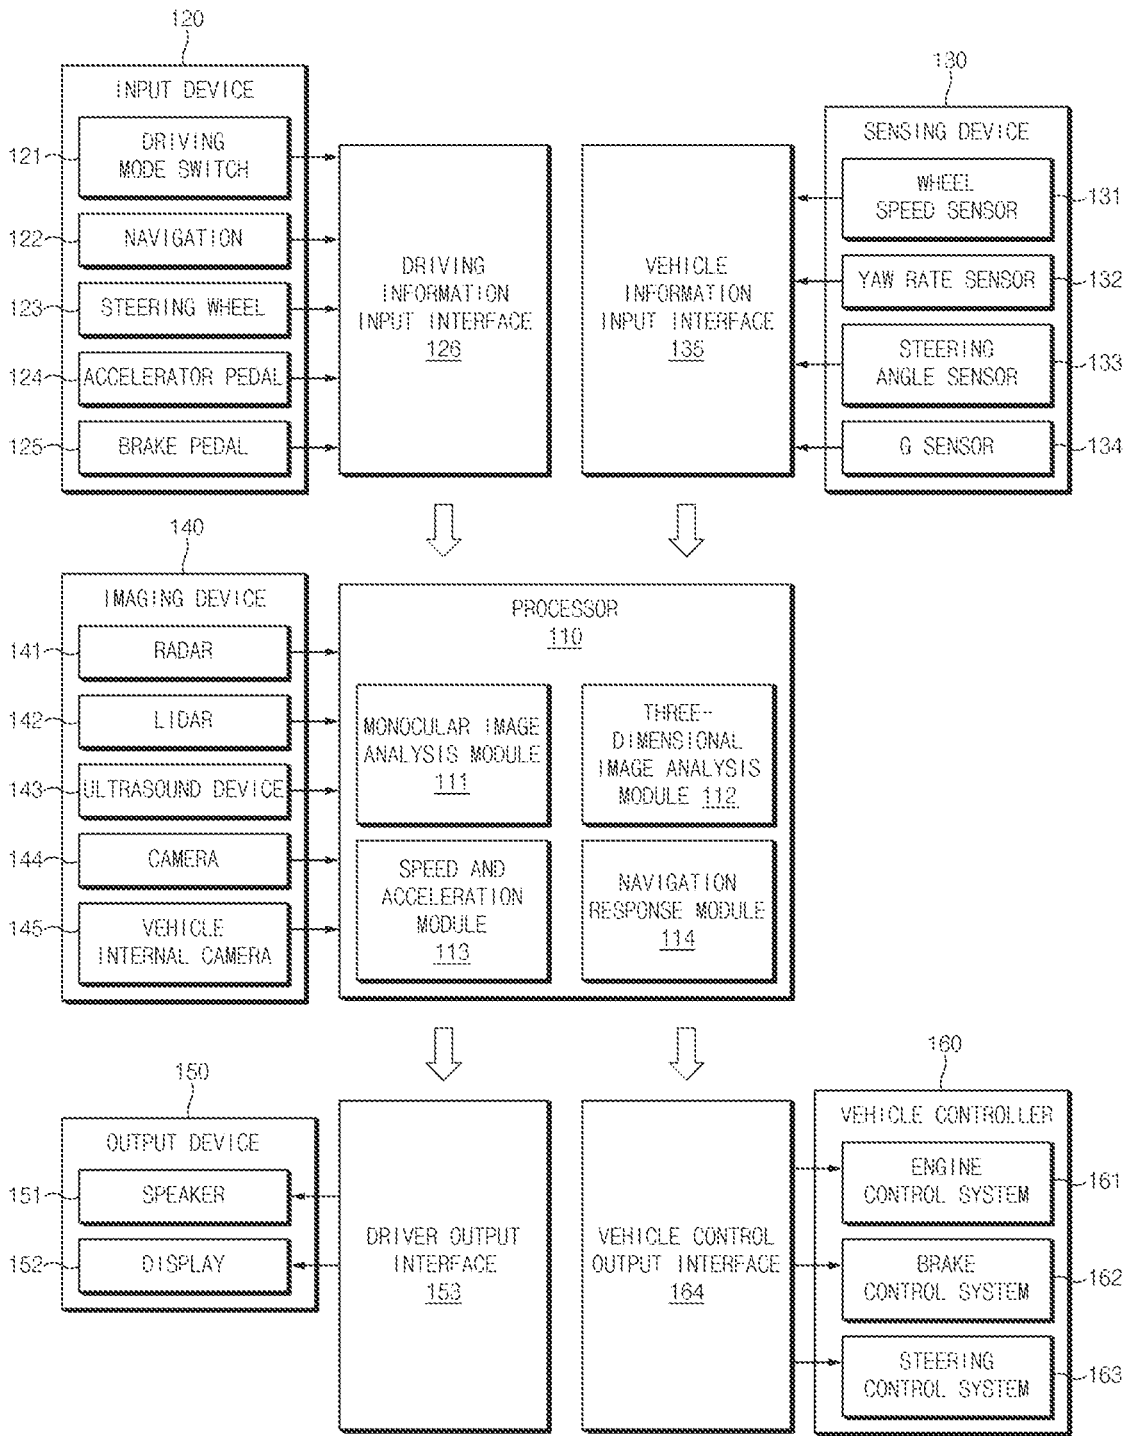 120
INPUT DEVICE
121
DRIVING
MODE SWITCH
122
NAVIGATION
123
STEERING WHEEL
124
ACCELERATOR PEDAL
125
BRAKE PEDAL
DRIVING
INFORMATION
INPUT INTERFACE
126
VEHICLE
INFORMATION
INPUT INTERFACE
135
130
SENSING DEVICE
WHEEL
SPEED SENSOR
131
YAW RATE SENSOR
132
STEERING
ANGLE SENSOR
133
G SENSOR
134
140
IMAGING DEVICE
141
RADAR
142
LIDAR
143
ULTRASOUND DEVICE
144
CAMERA
145
VEHICLE
INTERNAL CAMERA
PROCESSOR
110
MONOCULAR IMAGE
ANALYSIS MODULE
111
THREE-
DIMENSIONAL
IMAGE ANALYSIS
MODULE 112
SPEED AND
ACCELERATION
MODULE
113
NAVIGATION
RESPONSE MODULE
114
150
OUTPUT DEVICE
151
SPEAKER
152
DISPLAY
DRIVER OUTPUT
INTERFACE
153
VEHICLE CONTROL
OUTPUT INTERFACE
164
160
VEHICLE CONTROLLER
ENGINE
CONTROL SYSTEM
161
BRAKE
CONTROL SYSTEM
162
STEERING
CONTROL SYSTEM
163